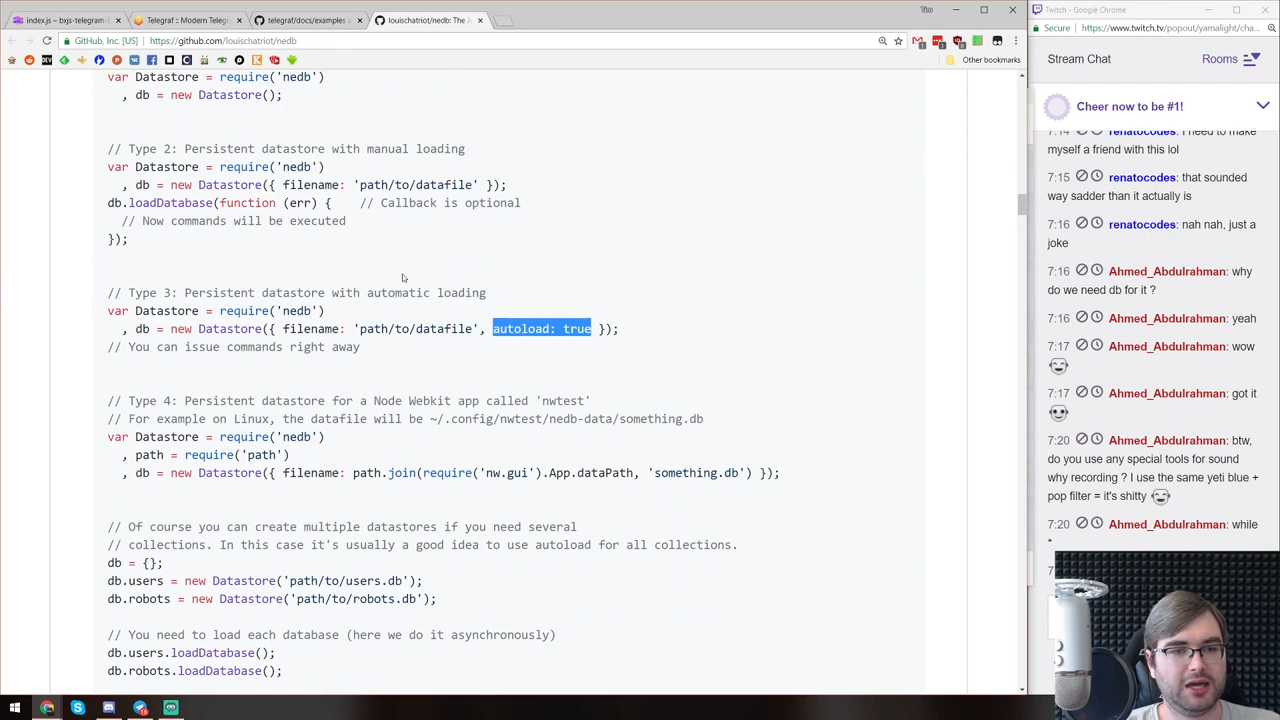 index.js – bxjs-telegram-
Telegraf :: Modern Telegr
telegraf/docs/examples a
louischatriot/nedb: The J
Tim
Twitch - Google Chrome
GitHub, Inc. [US]
https://github.com/louischatriot/nedb
Secure
https://www.twitch.tv/popout/yamalight/cha
Other bookmarks
var Datastore = require('nedb')
, db = new Datastore();
// Type 2: Persistent datastore with manual loading
var Datastore = require('nedb')
, db = new Datastore({ filename: 'path/to/datafile' });
db.loadDatabase(function (err) {    // Callback is optional
// Now commands will be executed
});
// Type 3: Persistent datastore with automatic loading
var Datastore = require('nedb')
, db = new Datastore({ filename: 'path/to/datafile', autoload: true });
// You can issue commands right away
// Type 4: Persistent datastore for a Node Webkit app called 'nwtest'
// For example on Linux, the datafile will be ~/.config/nwtest/nedb-data/something.db
var Datastore = require('nedb')
, path = require('path')
, db = new Datastore({ filename: path.join(require('nw.gui').App.dataPath, 'something.db') });
// Of course you can create multiple datastores if you need several
// collections. In this case it's usually a good idea to use autoload for all collections.
db = {};
db.users = new Datastore('path/to/users.db');
db.robots = new Datastore('path/to/robots.db');
// You need to load each database (here we do it asynchronously)
db.users.loadDatabase();
db.robots.loadDatabase();
Stream Chat
Rooms
Cheer now to be #1!
7:14 renatocodes: I need to make
myself a friend with this lol
7:15 renatocodes: that sounded
way sadder than it actually is
7:16 renatocodes: nah nah, just a
joke
7:16 Ahmed_Abdulrahman: why
do we need db for it ?
7:16 Ahmed_Abdulrahman: yeah
7:17 Ahmed_Abdulrahman: wow
7:17 Ahmed_Abdulrahman: got it
7:20 Ahmed_Abdulrahman: btw,
do you use any special tools for sound
why recording ? I use the same yeti blue +
pop filter = it's shitty
7:20 Ahmed_Abdulrahman: while
*